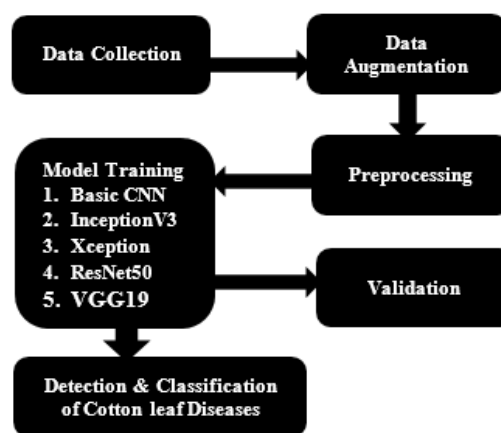 Data Collection
Data
Augmentation
Preprocessing
Model Training
1. Basic CNN
2. InceptionV3
3. Xception
4. ResNet50
5. VGG19
Validation
Detection & Classification
of Cotton leaf Diseases